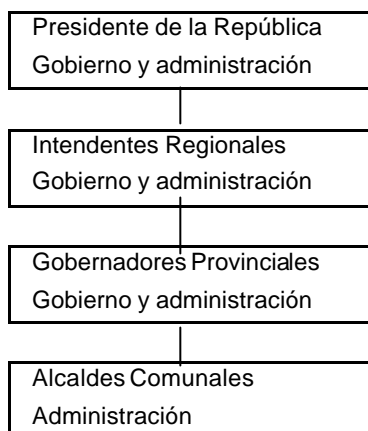 Presidente de la República
Gobierno y administración
Intendentes Regionales
Gobierno y administración
Gobernadores Provinciales
Gobierno y administración
Alcaldes Comunales
Administración